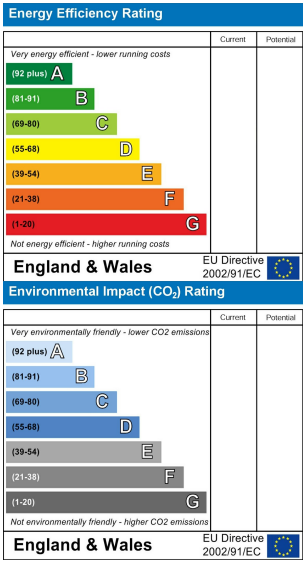 Energy Efficiency Rating
Current Potential
Very energy efficient - lower running costs
(92 plus) A
(81-91) B
(69-80) C
(55-68) D
(39-54) E
(21-38) F
(1-20) G
Not energy efficient - higher running costs
England & Wales
EU Directive
2002/91/EC
Environmental Impact (CO₂) Rating
Current Potential
Very environmentally friendly - lower CO2 emissions
(92 plus) A
(81-91) B
(69-80) C
(55-68) D
(39-54) E
(21-38) F
(1-20) G
Not environmentally friendly - higher CO2 emissions
England & Wales
EU Directive
2002/91/EC